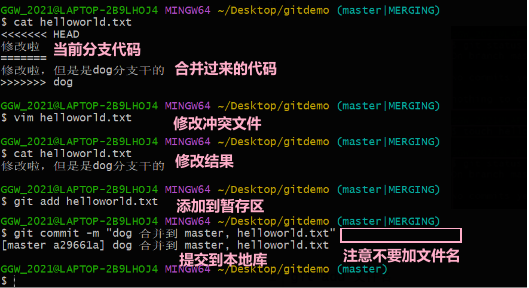 GGW_2021@LAPTOP-2B9LHOJ4 MINGW64 ~/Desktop/gitdemo (master|MERGING)
$ cat helloworld.txt
<<<<<<< HEAD
修改啦 当前分支代码
=======
修改啦，但是是dog分支干的 合并过来的代码
>>>>>>> dog
GGW_2021@LAPTOP-2B9LHOJ4 MINGW64 ~/Desktop/gitdemo (master|MERGING)
$ vim helloworld.txt 修改冲突文件
GGW_2021@LAPTOP-2B9LHOJ4 MINGW64 ~/Desktop/gitdemo (master|MERGING)
$ cat helloworld.txt 修改结果
修改啦，但是是dog分支干的
GGW_2021@LAPTOP-2B9LHOJ4 MINGW64 ~/Desktop/gitdemo (master|MERGING)
$ git add helloworld.txt 添加到暂存区
GGW_2021@LAPTOP-2B9LHOJ4 MINGW64 ~/Desktop/gitdemo (master|MERGING)
$ git commit -m "dog 合并到 master, helloworld.txt"
[master a29661a] dog 合并到 master, helloworld.txt
提交到本地库 注意不要加文件名
GGW_2021@LAPTOP-2B9LHOJ4 MINGW64 ~/Desktop/gitdemo (master)
$